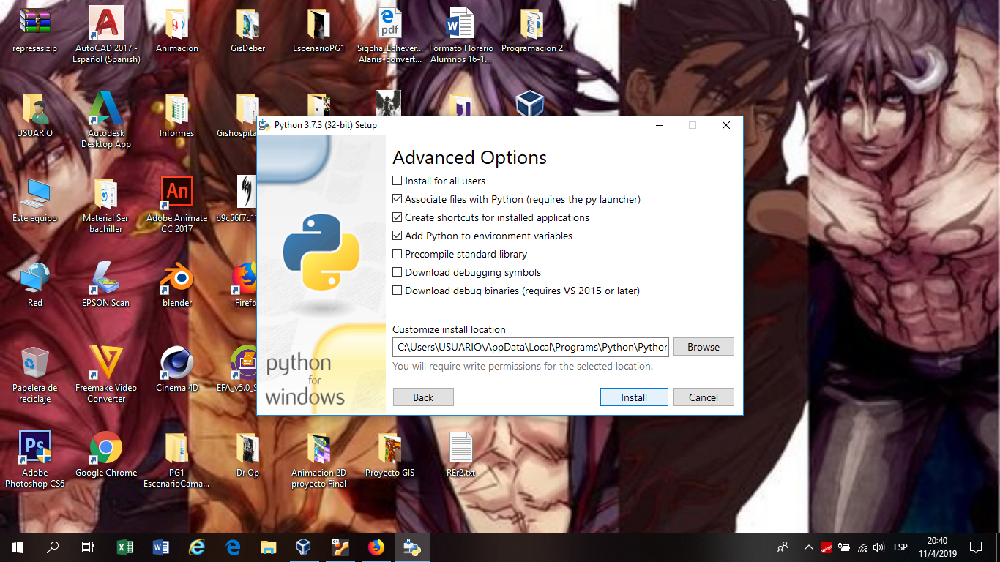 represas.zip
AutoCAD 2017 -
Español (Spanish)
Animacion
GisDeber
EscenarioPG1
Sigcha_Echever...
Alanis-convert...
Formato Horario
Alumnos 16-1...
Programacion 2
pdf
USUARIO
Autodesk
Desktop App
Informes
Gishospita
Este equipo
Material Ser
bachiller
Adobe Animate
CC 2017
b9c56f7c1
Red
EPSON Scan
blender
Firefo
Papelera de
reciclaje
Freemake Video
Converter
Cinema 4D
EFA_v5.0_S
Adobe
Photoshop CS6
Google Chrome
PG1
EscenarioCama...
Dr Op
Animacion 2D
proyecto Final
Proyecto GIS
REr2.txt
An
Ps
Python 3.7.3 (32-bit) Setup
Advanced Options
Install for all users
Associate files with Python (requires the py launcher)
Create shortcuts for installed applications
Add Python to environment variables
Precompile standard library
Download debugging symbols
Download debug binaries (requires VS 2015 or later)
Customize install location
C:\Users\USUARIO\AppData\Local\Programs\Python\Python
Browse
You will require write permissions for the selected location.
python
for
windows
Back
Install
Cancel
64
ESP
20:40
11/4/2019